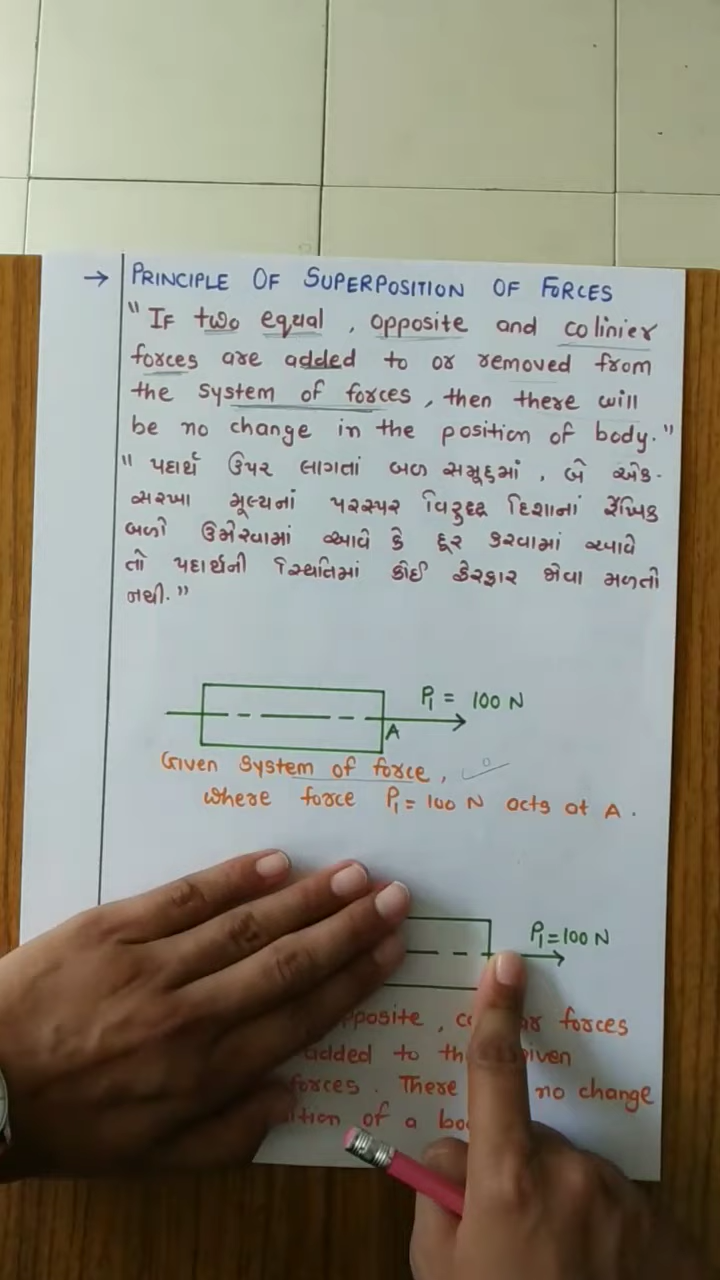 → PRINCIPLE OF SUPERPOSITION OF FORCES
"IF two equal, opposite and colinier
forces are added to or removed from
the system of forces, then there will
be no change in the position of body."
"પદાર્થ ઉપર લાગતાં બળ સમૂહમાં, બે એક-
સરખા મૂલ્યનાં પરસ્પર વિરુદ્ધ દિશાનાં રૈખિક
બળો ઉમેરવામાં આવે કે દૂર કરવામાં આવે
તો પદાર્થની સ્થિતિમાં કોઈ ફેરફાર જોવા મળતો
નથી."
P₁ = 100 N
A
Given system of force,
where force P₁ = 100 N acts at A.
P₁=100 N
forces
added to
forces. There no change
of a